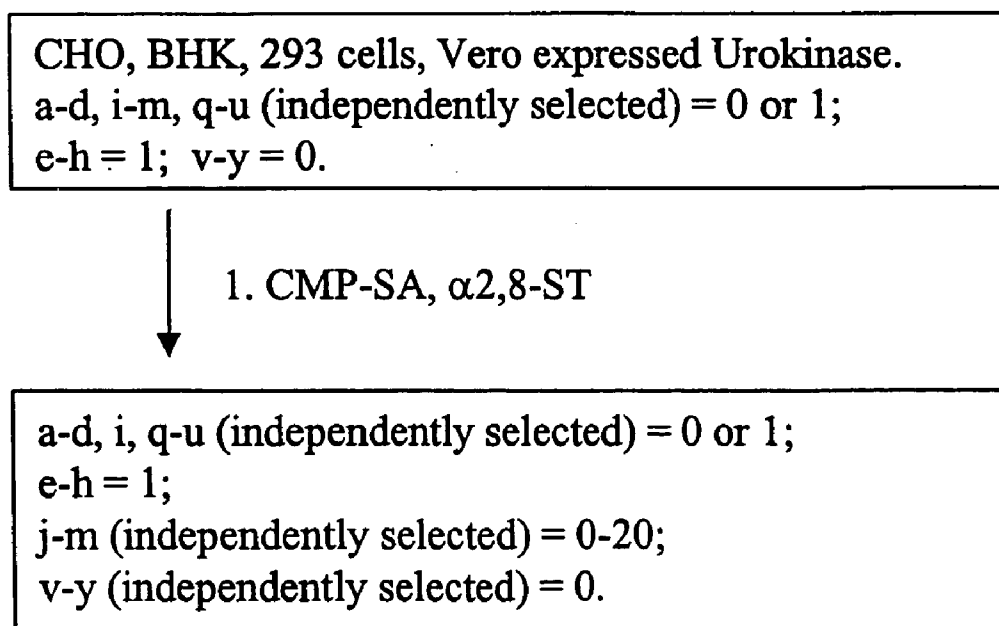 CHO, BHK, 293 cells, Vero expressed Urokinase.
a-d, i-m, q-u (independently selected) = 0 or 1;
e-h = 1; v-y = 0.
1. CMP-SA, α2,8-ST
a-d, i, q-u (independently selected) = 0 or 1;
e-h = 1;
j-m (independently selected) = 0-20;
v-y (independently selected) = 0.